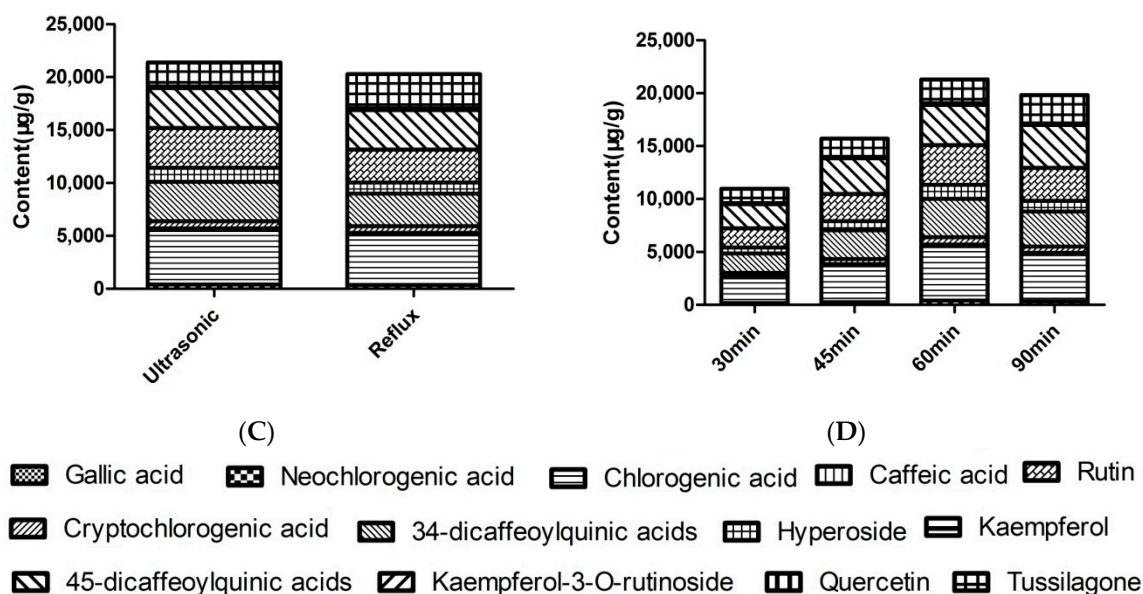 25,000
20,000
15,000
10,000
5,000
0
Content(µg/g)
Ultrasonic
Reflux
(C)
25,000
20,000
15,000
10,000
5,000
0
Content(µg/g)
30min
45min
60min
90min
(D)
Gallic acid Neochlorogenic acid Chlorogenic acid Caffeic acid Rutin
Cryptochlorogenic acid 34-dicaffeoylquinic acids Hyperoside Kaempferol
45-dicaffeoylquinic acids Kaempferol-3-O-rutinoside Quercetin Tussilagone